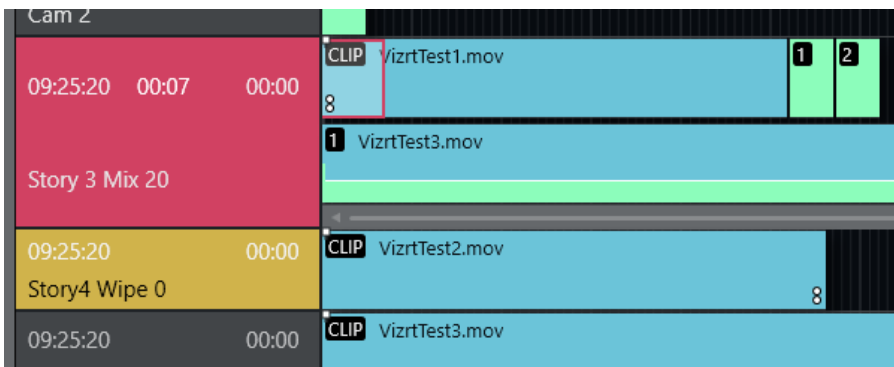 Cam 2
CLIP VizrtTest1.mov 1 2
09:25:20 00:07 00:00
8
1 VizrtTest3.mov
Story 3 Mix 20
09:25:20 00:00 CLIP VizrtTest2.mov
Story4 Wipe 0 8
09:25:20 00:00 CLIP VizrtTest3.mov